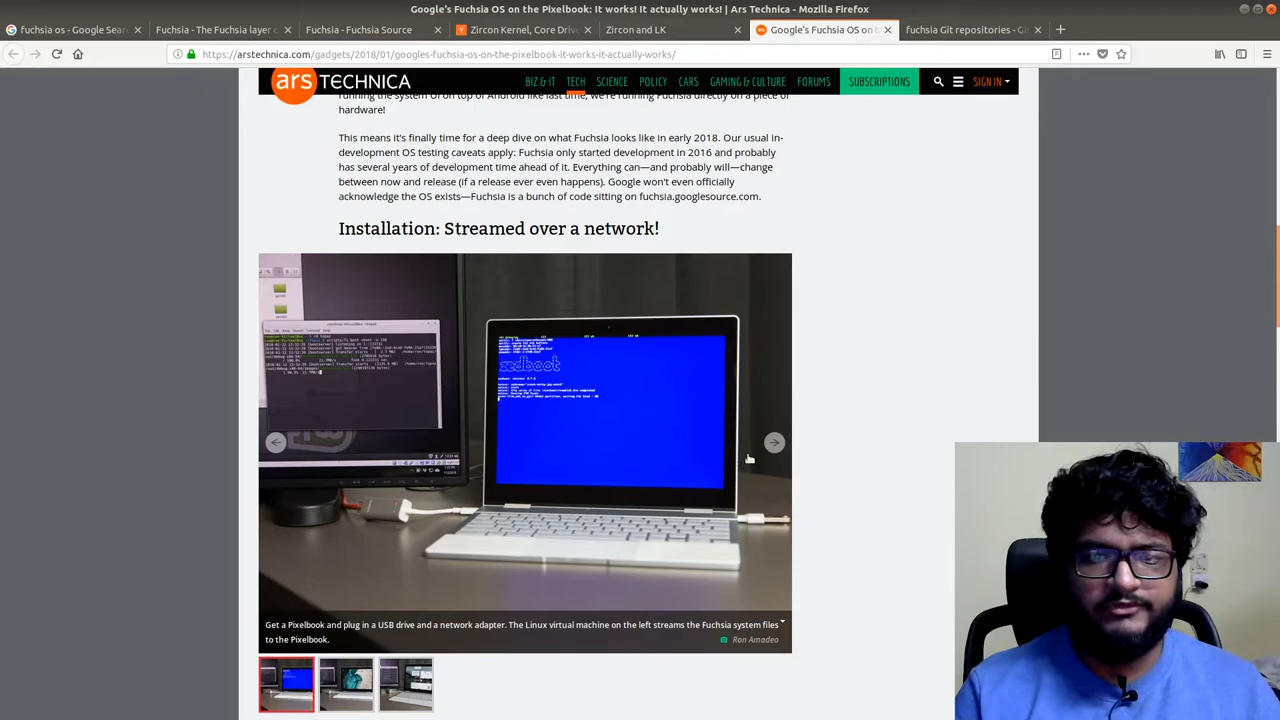 Google's Fuchsia OS on the Pixelbook: It works! It actually works! | Ars Technica - Mozilla Firefox
fuchsia os - Google Sear
Fuchsia - The Fuchsia layer c
Fuchsia - Fuchsia Source
Zircon Kernel, Core Drive
Zircon and LK
Google's Fuchsia OS on t
fuchsia Git repositories - Git
https://arstechnica.com/gadgets/2018/01/googles-fuchsia-os-on-the-pixelbook-it-works-it-actually-works/
ars TECHNICA
BIZ & IT TECH SCIENCE POLICY CARS GAMING & CULTURE FORUMS SUBSCRIPTIONS SIGN IN
running the system UI on top of Android like last time, we're running Fuchsia directly on a piece of
hardware!
This means it's finally time for a deep dive on what Fuchsia looks like in early 2018. Our usual in-
development OS testing caveats apply: Fuchsia only started development in 2016 and probably
has several years of development time ahead of it. Everything can—and probably will—change
between now and release (if a release ever even happens). Google won't even officially
acknowledge the OS exists—Fuchsia is a bunch of code sitting on fuchsia.googlesource.com.
Installation: Streamed over a network!
zedboot
Get a Pixelbook and plug in a USB drive and a network adapter. The Linux virtual machine on the left streams the Fuchsia system files
to the Pixelbook.
Ron Amadeo